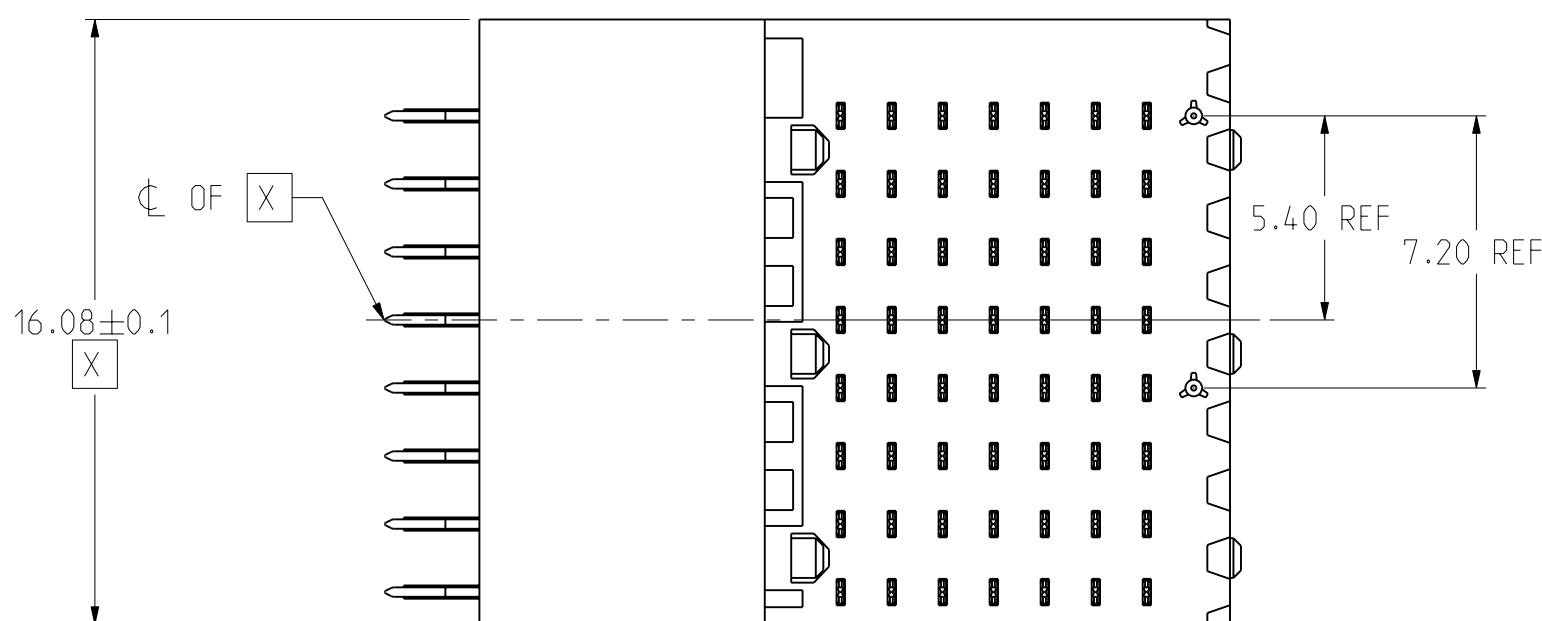 ℄ OF X
5.40 REF
7.20 REF
16.08±0.1
X